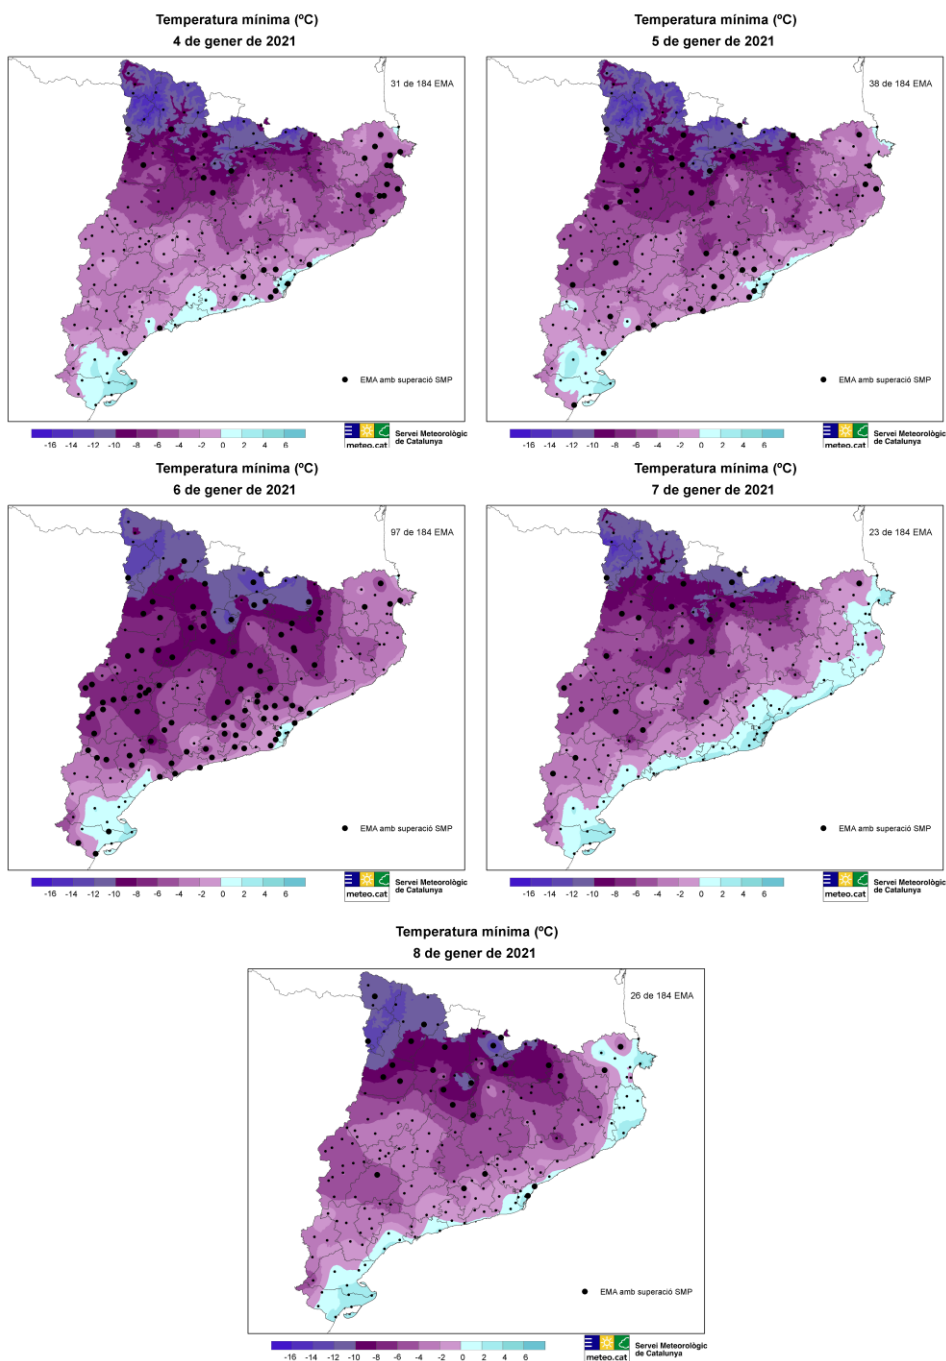 Temperatura mínima (ºC)
4 de gener de 2021
31 de 184 EMA
EMA amb superació SMP
-16 -14 -12 -10 -8 -6 -4 -2 0 2 4 6
meteo.cat
Servei Meteorològic
de Catalunya
Temperatura mínima (ºC)
5 de gener de 2021
38 de 184 EMA
EMA amb superació SMP
-16 -14 -12 -10 -8 -6 -4 -2 0 2 4 6
meteo.cat
Servei Meteorològic
de Catalunya
Temperatura mínima (ºC)
6 de gener de 2021
97 de 184 EMA
EMA amb superació SMP
-16 -14 -12 -10 -8 -6 -4 -2 0 2 4 6
meteo.cat
Servei Meteorològic
de Catalunya
Temperatura mínima (ºC)
7 de gener de 2021
23 de 184 EMA
EMA amb superació SMP
-16 -14 -12 -10 -8 -6 -4 -2 0 2 4 6
meteo.cat
Servei Meteorològic
de Catalunya
Temperatura mínima (ºC)
8 de gener de 2021
26 de 184 EMA
EMA amb superació SMP
-16 -14 -12 -10 -8 -6 -4 -2 0 2 4 6
meteo.cat
Servei Meteorològic
de Catalunya